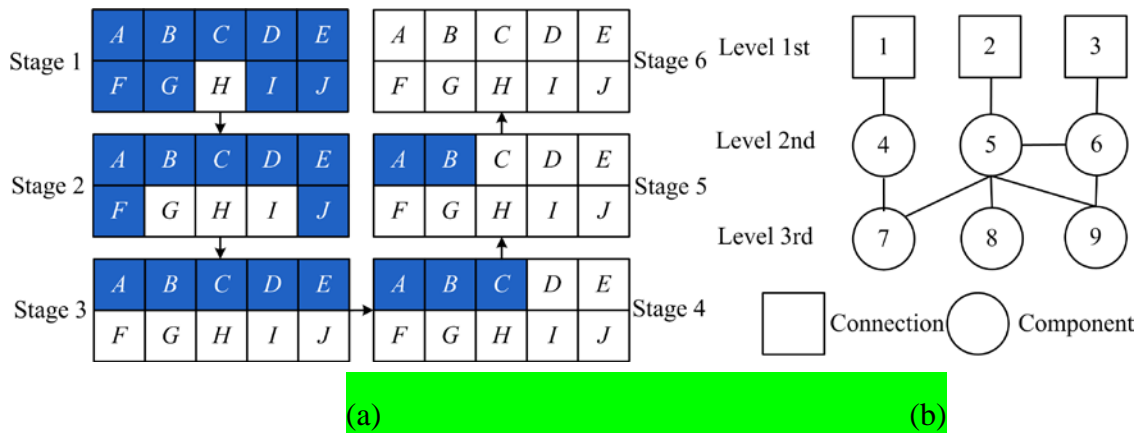 Stage 1
A B C D E
F G H I J
Stage 2
A B C D E
F G H I J
Stage 3
A B C D E
F G H I J
A B C D E
F G H I J
Stage 4
A B C D E
F G H I J
Stage 5
A B C D E
F G H I J
Stage 6
(a)
Level 1st 1 2 3
Level 2nd 4 5 6
Level 3rd 7 8 9
Connection Component
(b)